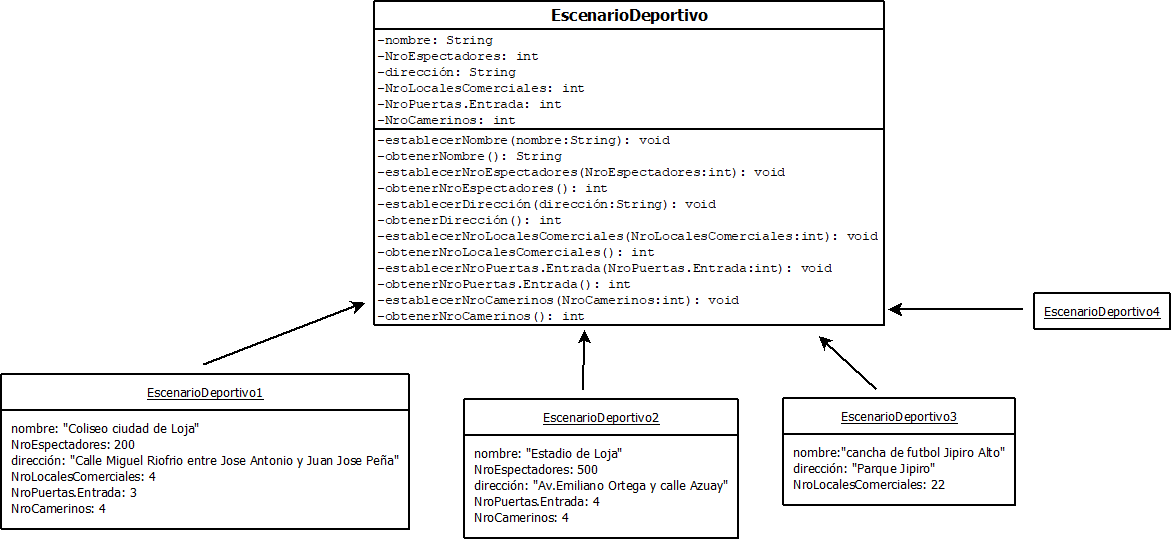 EscenarioDeportivo
-nombre: String
-NroEspectadores: int
-dirección: String
-NroLocalesComerciales: int
-NroPuertas.Entrada: int
-NroCamerinos: int
-establecerNombre(nombre:String): void
-obtenerNombre(): String
-establecerNroEspectadores(NroEspectadores:int): void
-obtenerNroEspectadores(): int
-establecerDirección(dirección:String): void
-obtenerDirección(): int
-establecerNroLocalesComerciales(NroLocalesComerciales:int): void
-obtenerNroLocalesComerciales(): int
-establecerNroPuertas.Entrada(NroPuertas.Entrada:int): void
-obtenerNroPuertas.Entrada(): int
-establecerNroCamerinos(NroCamerinos:int): void
-obtenerNroCamerinos(): int
EscenarioDeportivo4
EscenarioDeportivo1
nombre: "Coliseo ciudad de Loja"
NroEspectadores: 200
dirección: "Calle Miguel Riofrio entre Jose Antonio y Juan Jose Peña"
NroLocalesComerciales: 4
NroPuertas.Entrada: 3
NroCamerinos: 4
EscenarioDeportivo2
nombre: "Estadio de Loja"
NroEspectadores: 500
dirección: "Av.Emiliano Ortega y calle Azuay"
NroPuertas.Entrada: 4
NroCamerinos: 4
EscenarioDeportivo3
nombre:"cancha de futbol Jipiro Alto"
dirección: "Parque Jipiro"
NroLocalesComerciales: 22